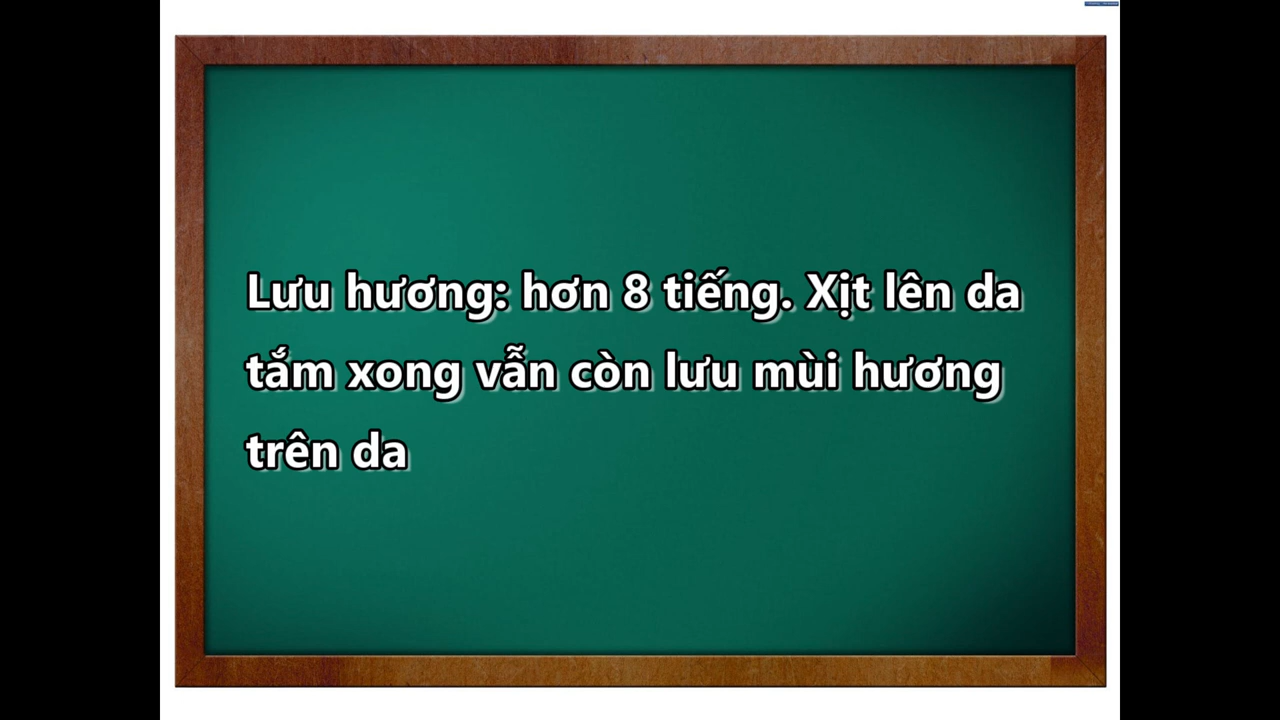 Lưu hương: hơn 8 tiếng. Xịt lên da
tắm xong vẫn còn lưu mùi hương
trên da